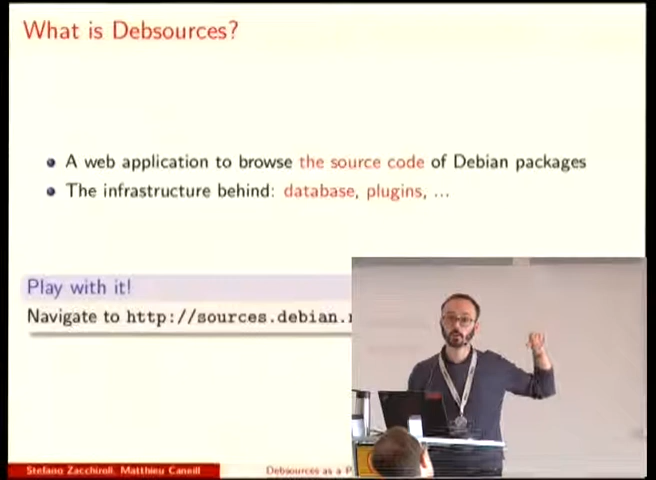 What is Debsources?
A web application to browse the source code of Debian packages
The infrastructure behind: database, plugins, ...
Play with it!
Navigate to http://sources.debian.
Stefano Zacchiroli, Matthieu Caneill
Debsources as a P